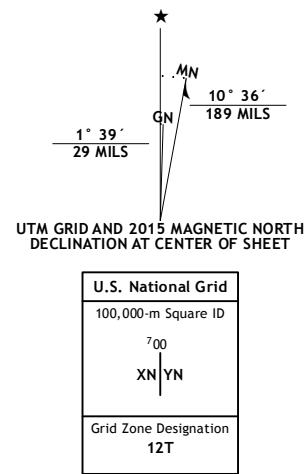 ★
MN
GN
1° 39´
29 MILS
10° 36´
189 MILS
UTM GRID AND 2015 MAGNETIC NORTH
DECLINATION AT CENTER OF SHEET
U.S. National Grid
100,000-m Square ID
⁷00
XN YN
Grid Zone Designation
12T